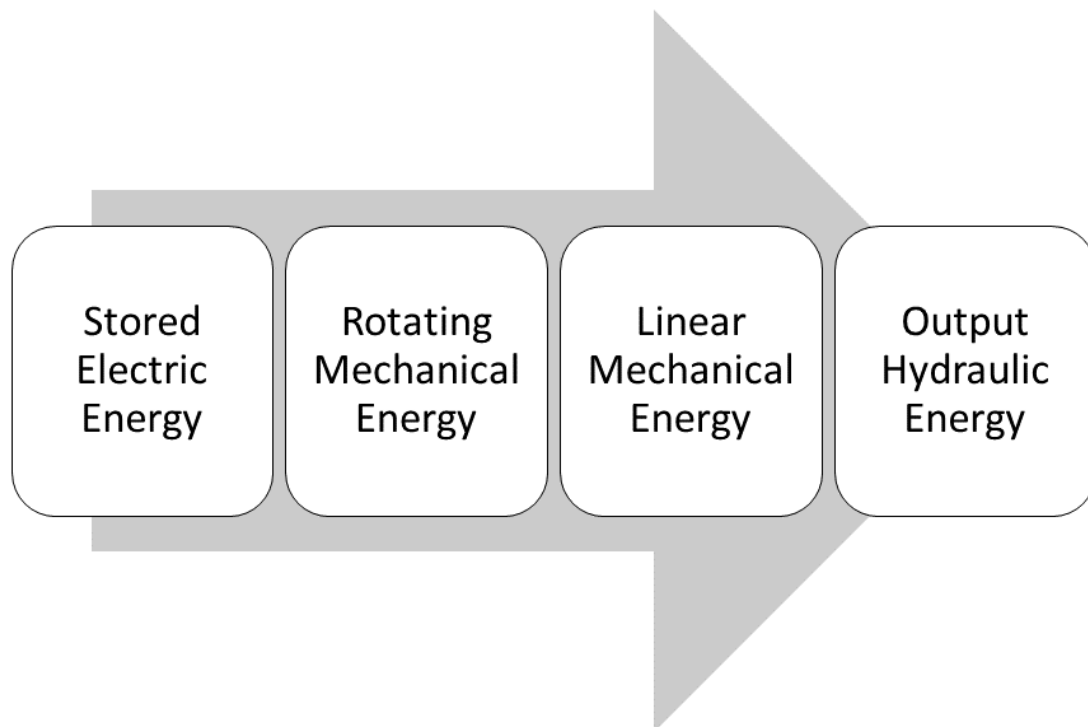 Stored
Electric
Energy
Rotating
Mechanical
Energy
Linear
Mechanical
Energy
Output
Hydraulic
Energy